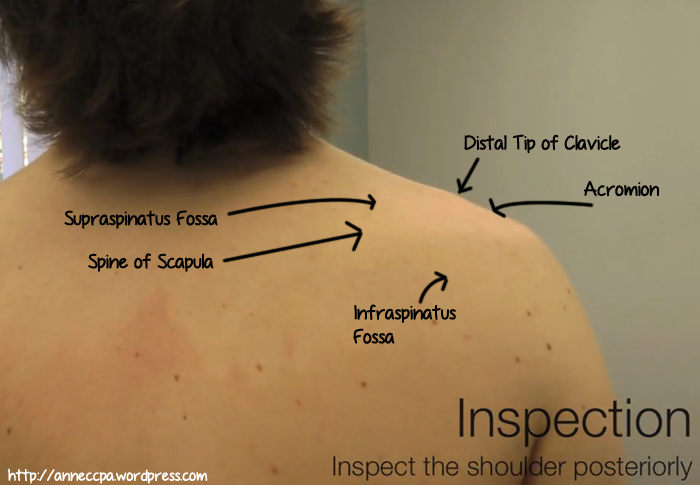 Distal Tip of Clavicle
Acromion
Supraspinatus Fossa
Spine of Scapula
Infraspinatus
Fossa
Inspection
Inspect the shoulder posteriorly
http://anneccpa.wordpress.com